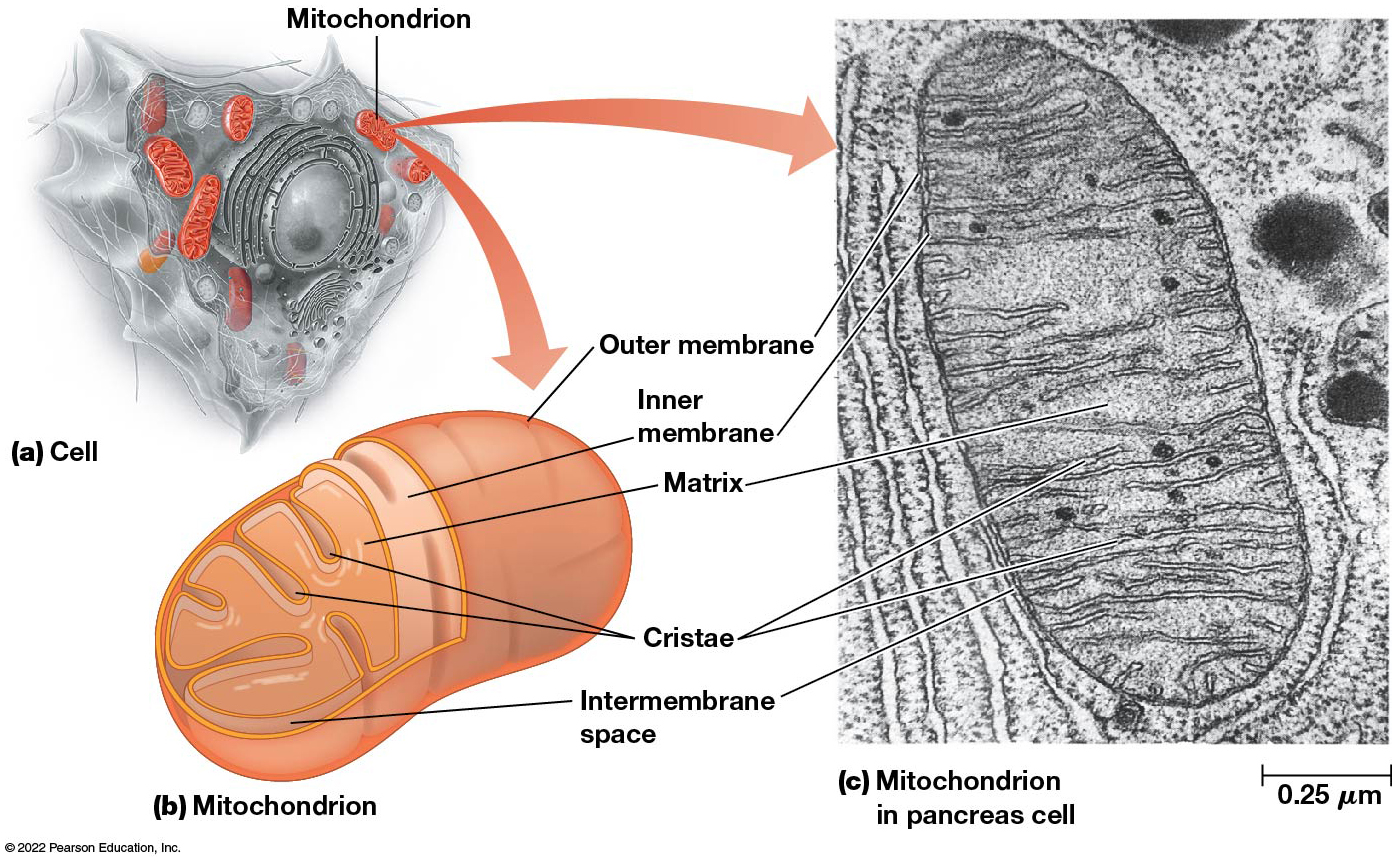 Mitochondrion
Outer membrane
Inner
membrane
(a) Cell
Matrix
Cristae
Intermembrane
space
(b) Mitochondrion
(c) Mitochondrion
in pancreas cell
0.25 μm
© 2022 Pearson Education, Inc.